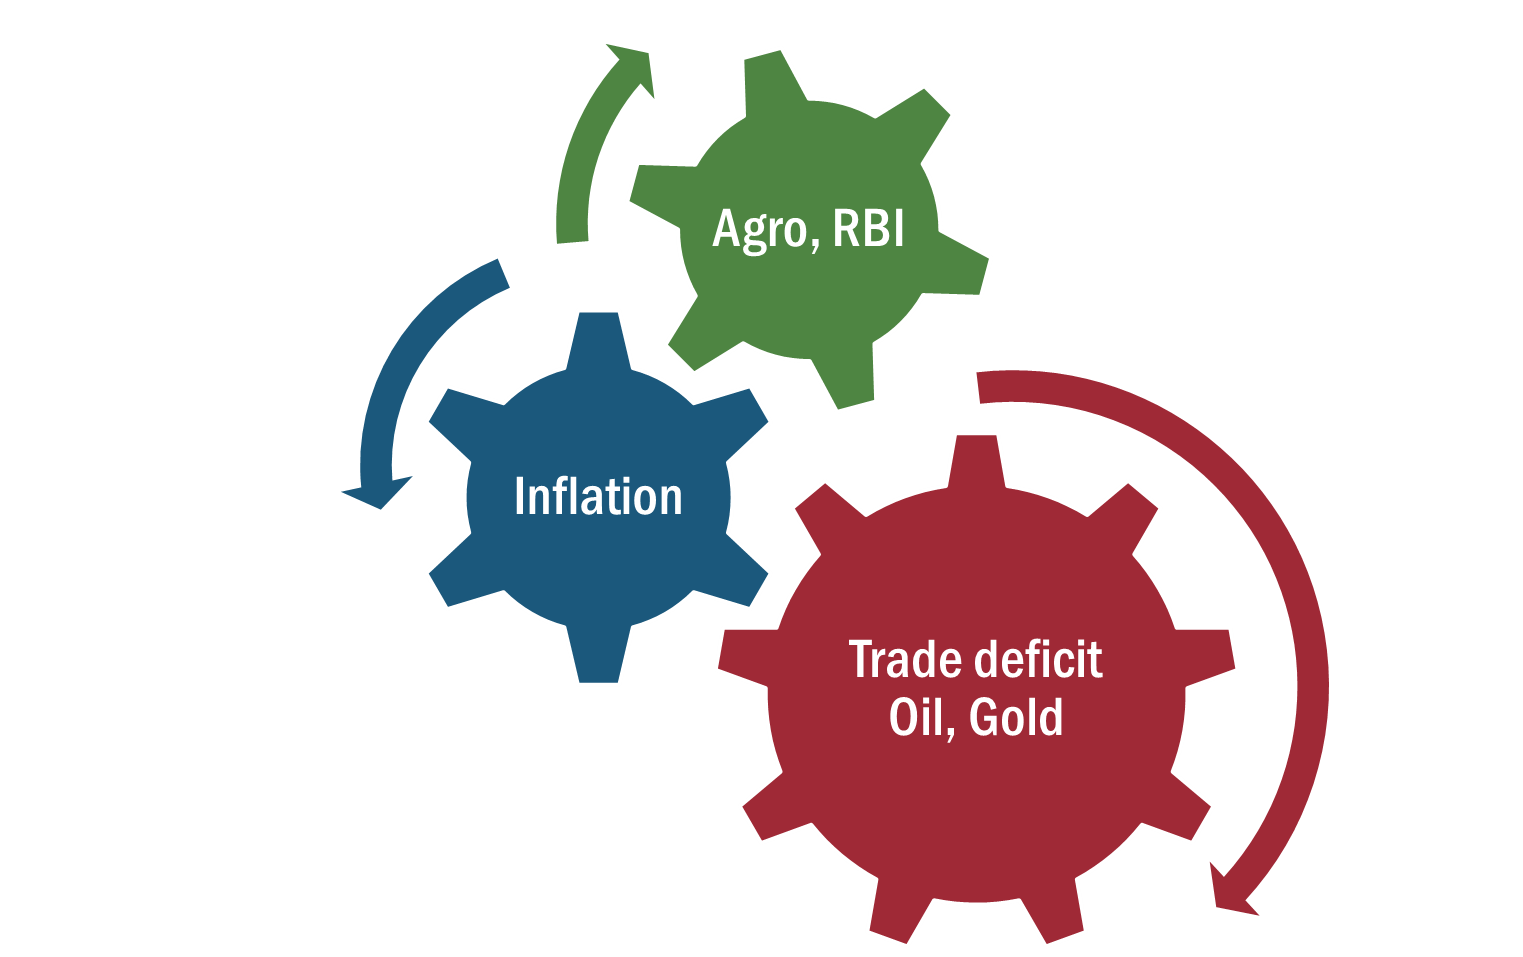 Agro, RBI
Inflation
Trade deficit
Oil, Gold